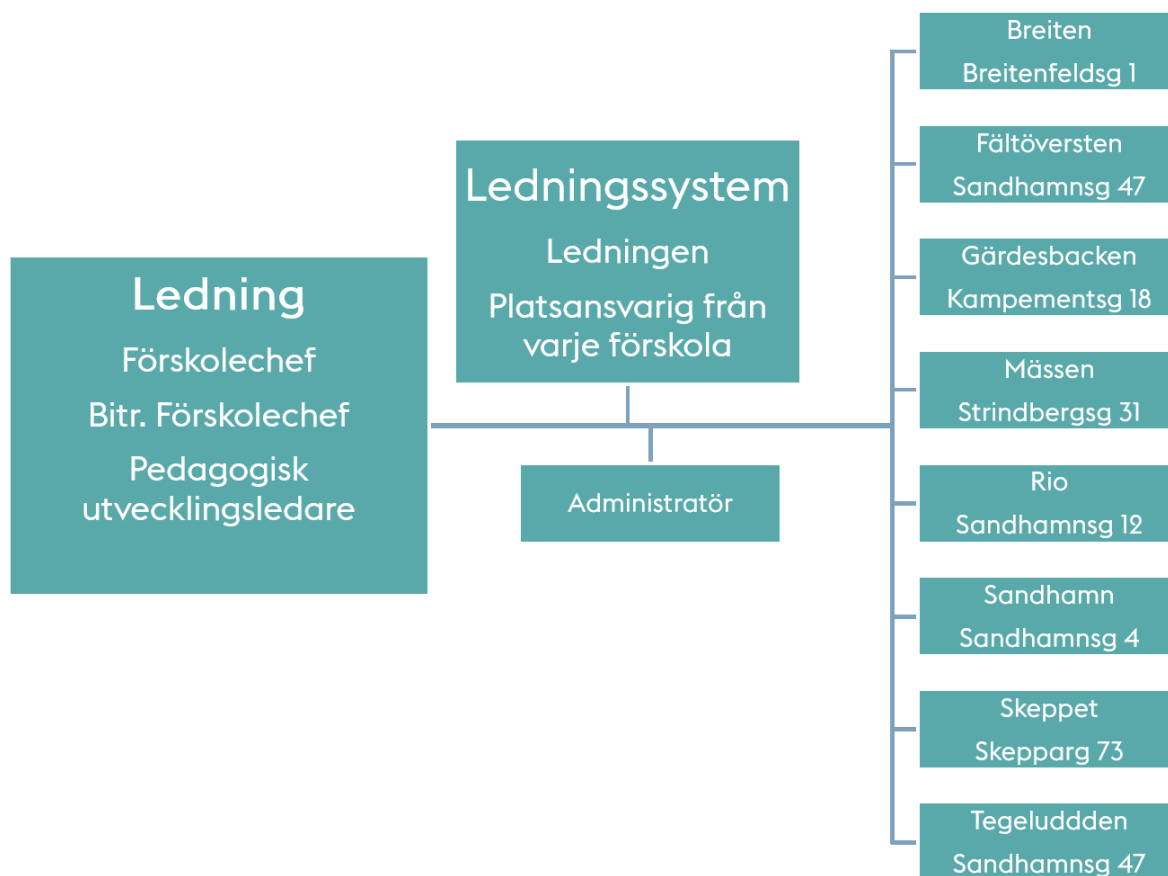 Ledning
Förskolechef
Bitr. Förskolechef
Pedagogisk
utvecklingsledare
Ledningssystem
Ledningen
Platsansvarig från
varje förskola
Administratör
Breiten
Breitenfeldsg 1
Fältöversten
Sandhamnsg 47
Gärdesbacken
Kampementsg 18
Mässen
Strindbergsg 31
Rio
Sandhamnsg 12
Sandhamn
Sandhamnsg 4
Skeppet
Skepparg 73
Tegeluddden
Sandhamnsg 47